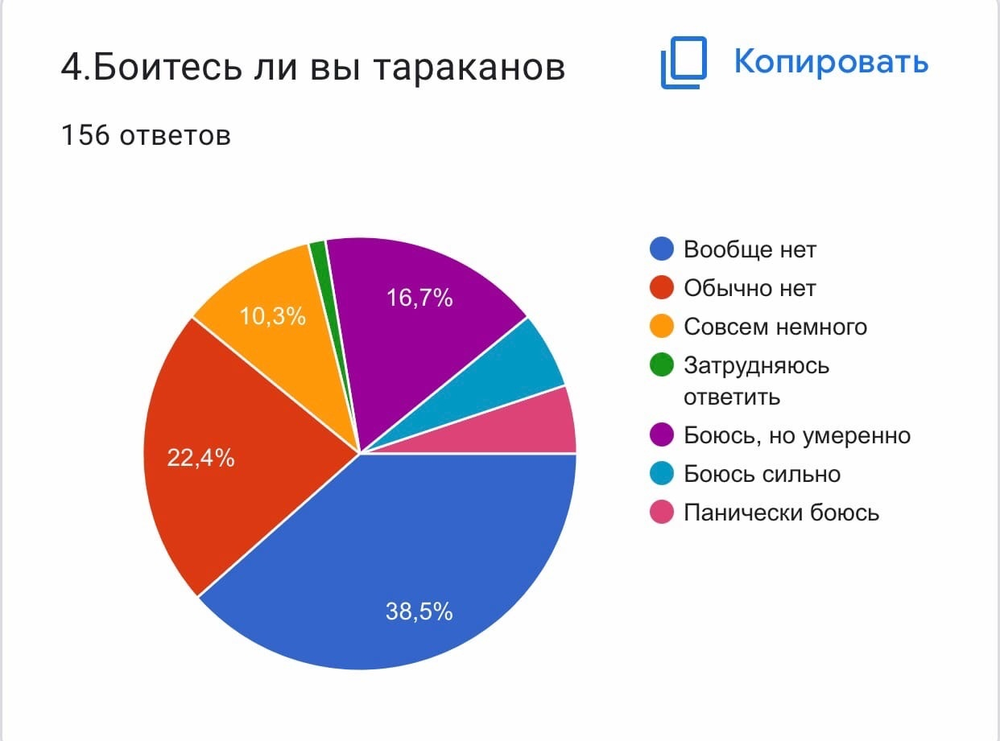 4.Боитесь ли вы тараканов
Копировать
156 ответов
16,7%
10,3%
22,4%
38,5%
Вообще нет
Обычно нет
Совсем немного
Затрудняюсь
ответить
Боюсь, но умеренно
Боюсь сильно
Панически боюсь